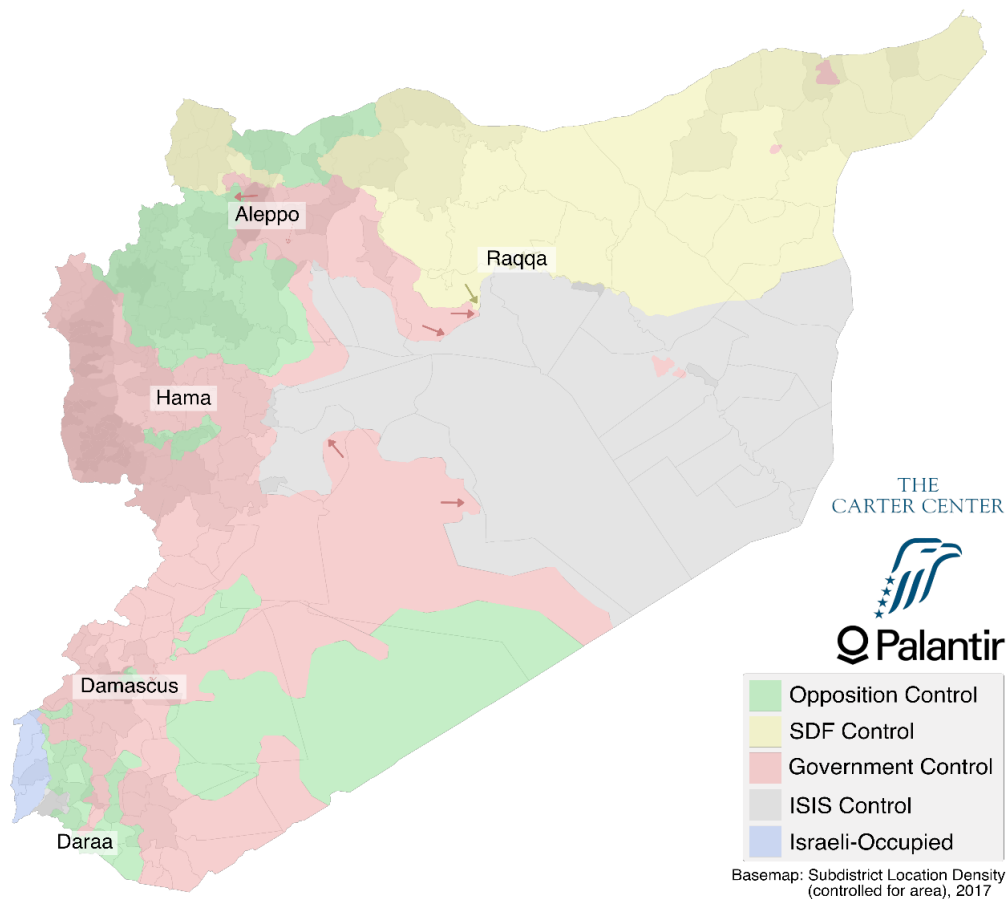 Aleppo
Raqqa
Hama
Damascus
Daraa
THE
CARTER CENTER
Palantir
Opposition Control
SDF Control
Government Control
ISIS Control
Israeli-Occupied
Basemap: Subdistrict Location Density
(controlled for area), 2017